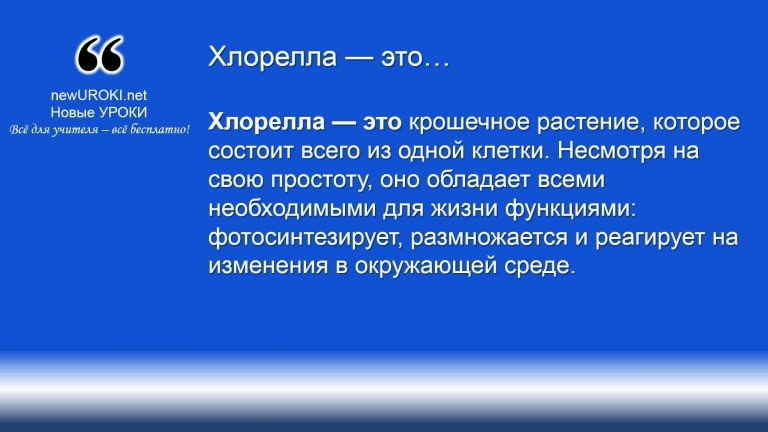 newUROKI.net
Новые УРОКИ
Всё для учителя – всё бесплатно!
Хлорелла — это…
Хлорелла — это крошечное растение, которое
состоит всего из одной клетки. Несмотря на
свою простоту, оно обладает всеми
необходимыми для жизни функциями:
фотосинтезирует, размножается и реагирует на
изменения в окружающей среде.